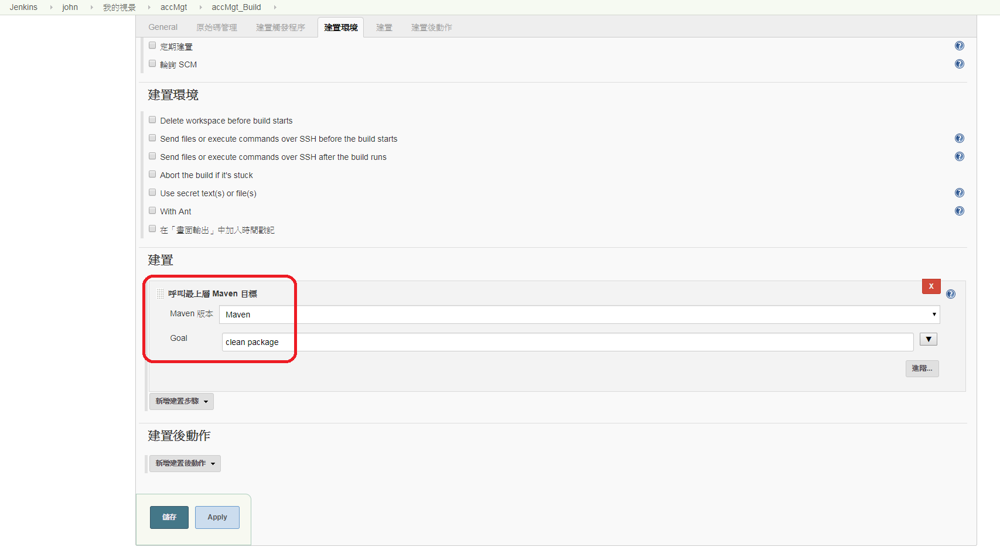 Jenkins john 我的視景 accMgt accMgt_Build
General 原始碼管理 建置觸發程序 建置環境 建置 建置後動作
定期建置
輪詢 SCM
建置環境
Delete workspace before build starts
Send files or execute commands over SSH before the build starts
Send files or execute commands over SSH after the build runs
Abort the build if it's stuck
Use secret text(s) or file(s)
With Ant
在「畫面輸出」中加入時間戳記
建置
X
呼叫最上層 Maven 目標
Maven 版本 Maven
Goal clean package
進階...
新增建置步驟
建置後動作
新增建置後動作
儲存 Apply